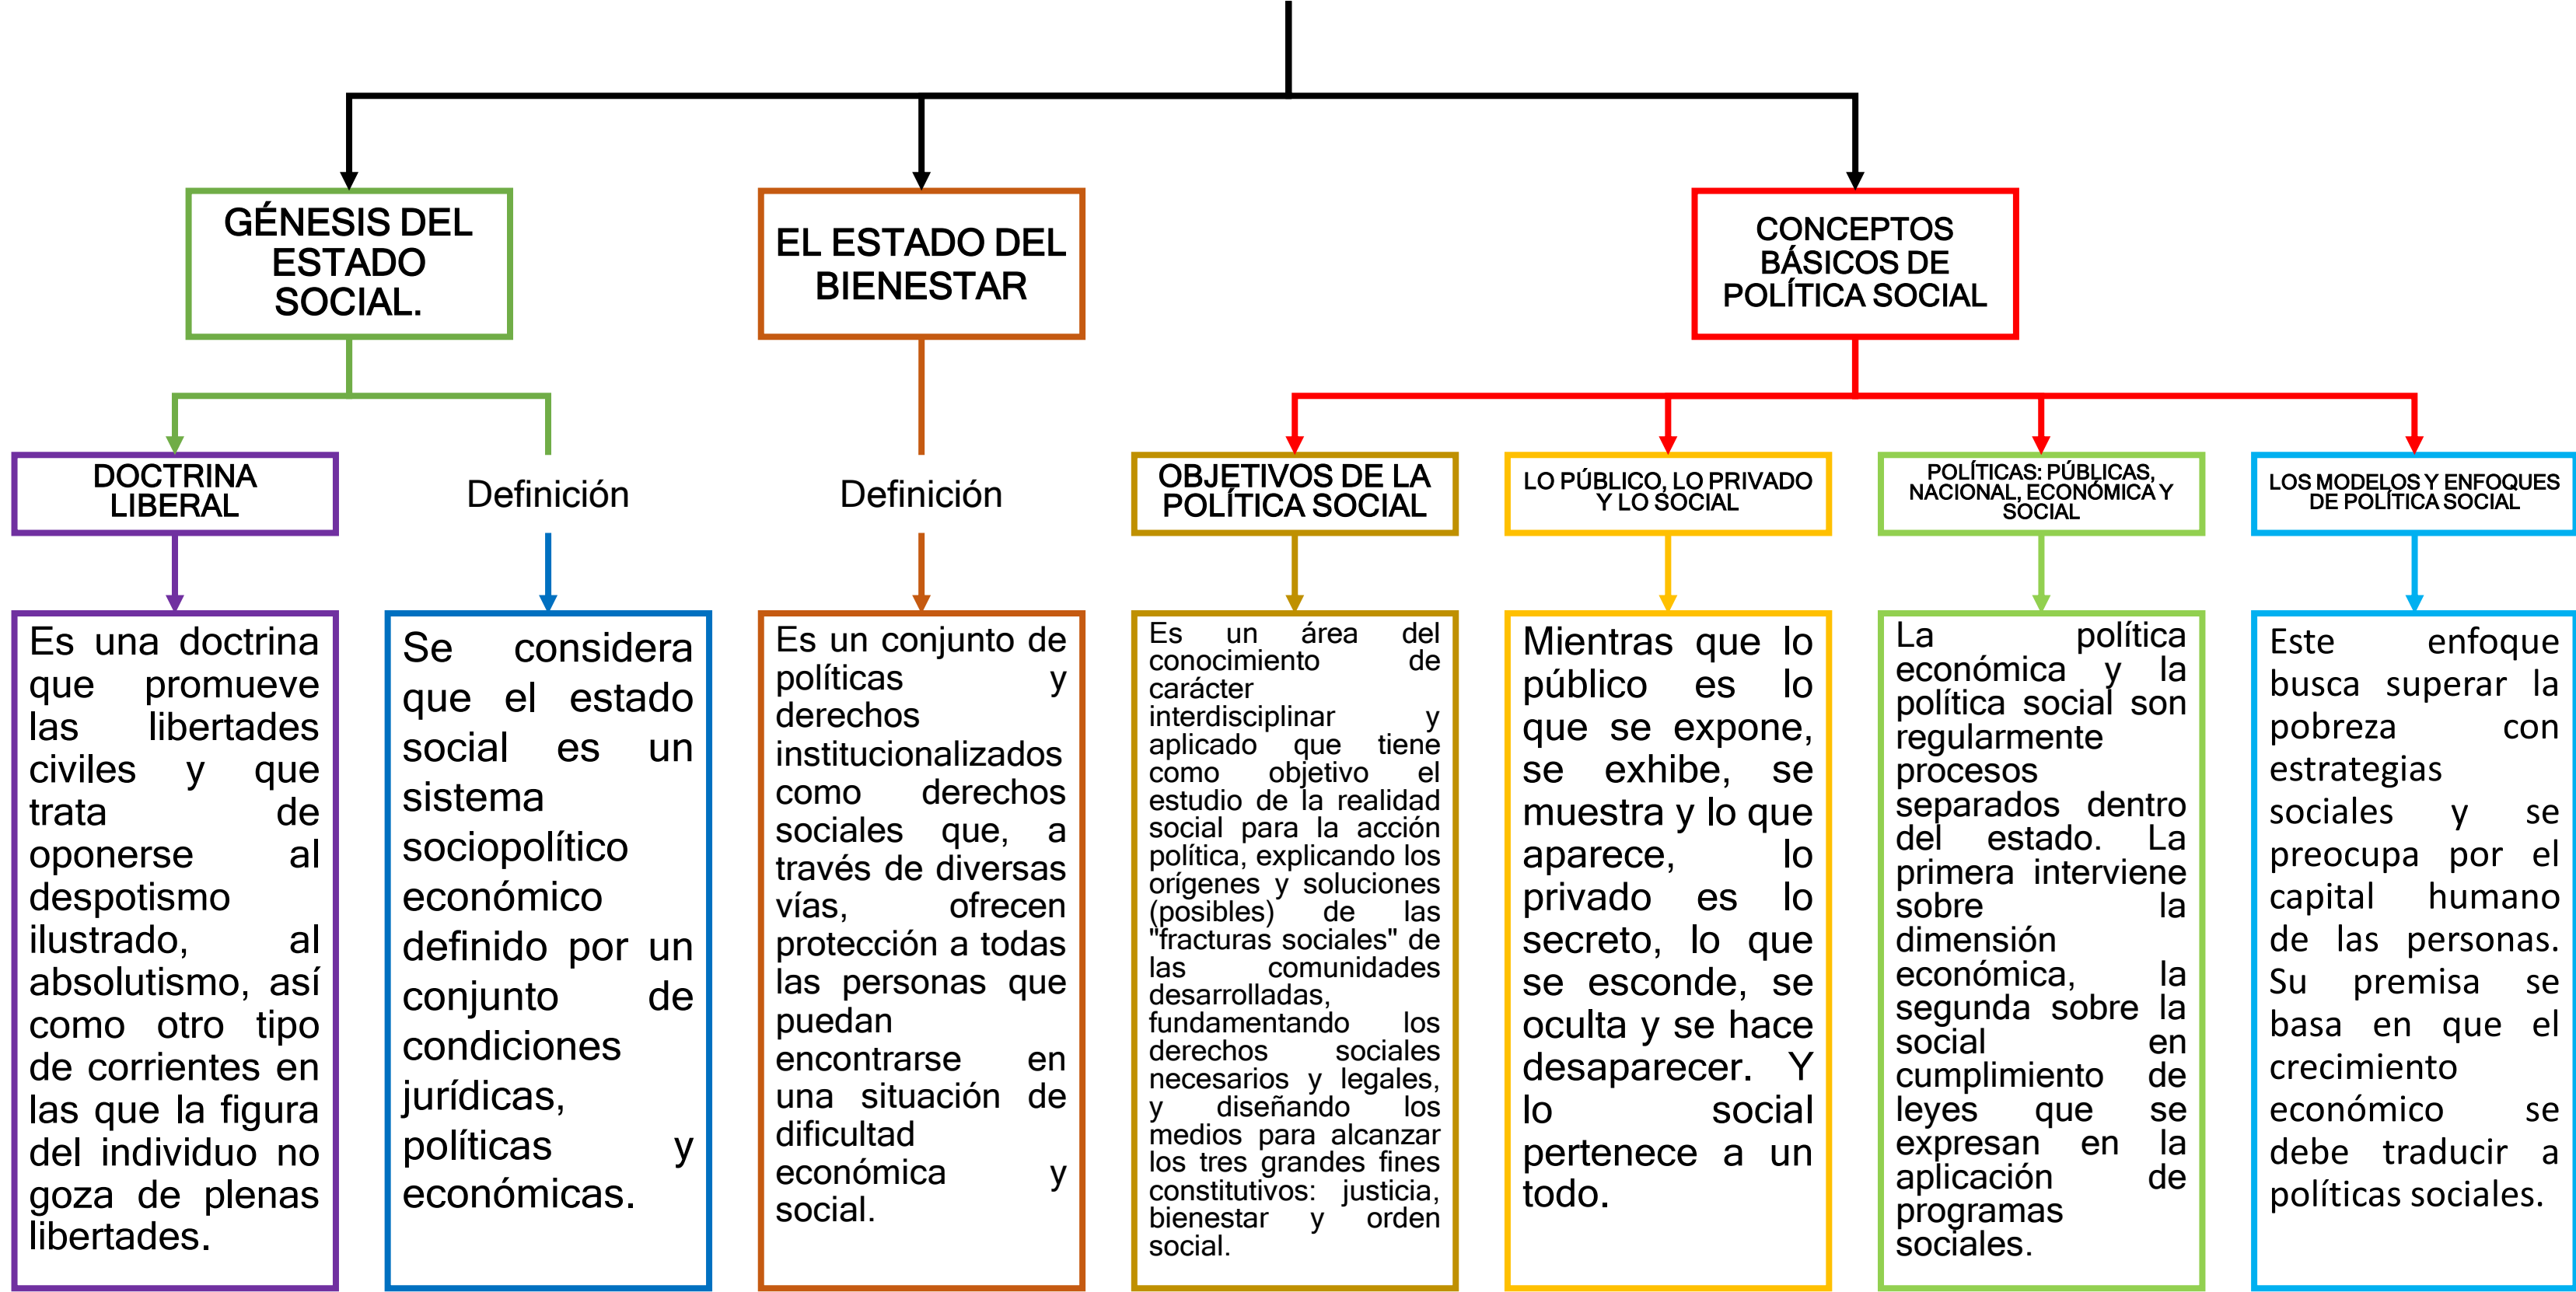 GÉNESIS DEL
ESTADO
SOCIAL.
EL ESTADO DEL
BIENESTAR
CONCEPTOS
BÁSICOS DE
POLÍTICA SOCIAL
DOCTRINA
LIBERAL
Definición
Definición
OBJETIVOS DE LA
POLÍTICA SOCIAL
LO PÚBLICO, LO PRIVADO
Y LO SOCIAL
POLÍTICAS: PÚBLICAS,
NACIONAL, ECONÓMICA Y
SOCIAL
LOS MODELOS Y ENFOQUES
DE POLÍTICA SOCIAL
Es una doctrina
que promueve
las libertades
civiles y que
trata de
oponerse al
despotismo
ilustrado, al
absolutismo, así
como otro tipo
de corrientes en
las que la figura
del individuo no
goza de plenas
libertades.
Se considera
que el estado
social es un
sistema
sociopolítico
económico
definido por un
conjunto de
condiciones
jurídicas,
políticas y
económicas.
Es un conjunto de
políticas y
derechos
institucionalizados
como derechos
sociales que, a
través de diversas
vías, ofrecen
protección a todas
las personas que
puedan
encontrarse en
una situación de
dificultad
económica y
social.
Es un área del
conocimiento de
carácter
interdisciplinar y
aplicado que tiene
como objetivo el
estudio de la realidad
social para la acción
política, explicando los
orígenes y soluciones
(posibles) de las
"fracturas sociales" de
las comunidades
desarrolladas,
fundamentando los
derechos sociales
necesarios y legales,
y diseñando los
medios para alcanzar
los tres grandes fines
constitutivos: justicia,
bienestar y orden
social.
Mientras que lo
público es lo
que se expone,
se exhibe, se
muestra y lo que
aparece, lo
privado es lo
secreto, lo que
se esconde, se
oculta y se hace
desaparecer. Y
lo social
pertenece a un
todo.
La política
económica y la
política social son
regularmente
procesos
separados dentro
del estado. La
primera interviene
sobre la
dimensión
económica, la
segunda sobre la
social en
cumplimiento de
leyes que se
expresan en la
aplicación de
programas
sociales.
Este enfoque
busca superar la
pobreza con
estrategias
sociales y se
preocupa por el
capital humano
de las personas.
Su premisa se
basa en que el
crecimiento
económico se
debe traducir a
políticas sociales.